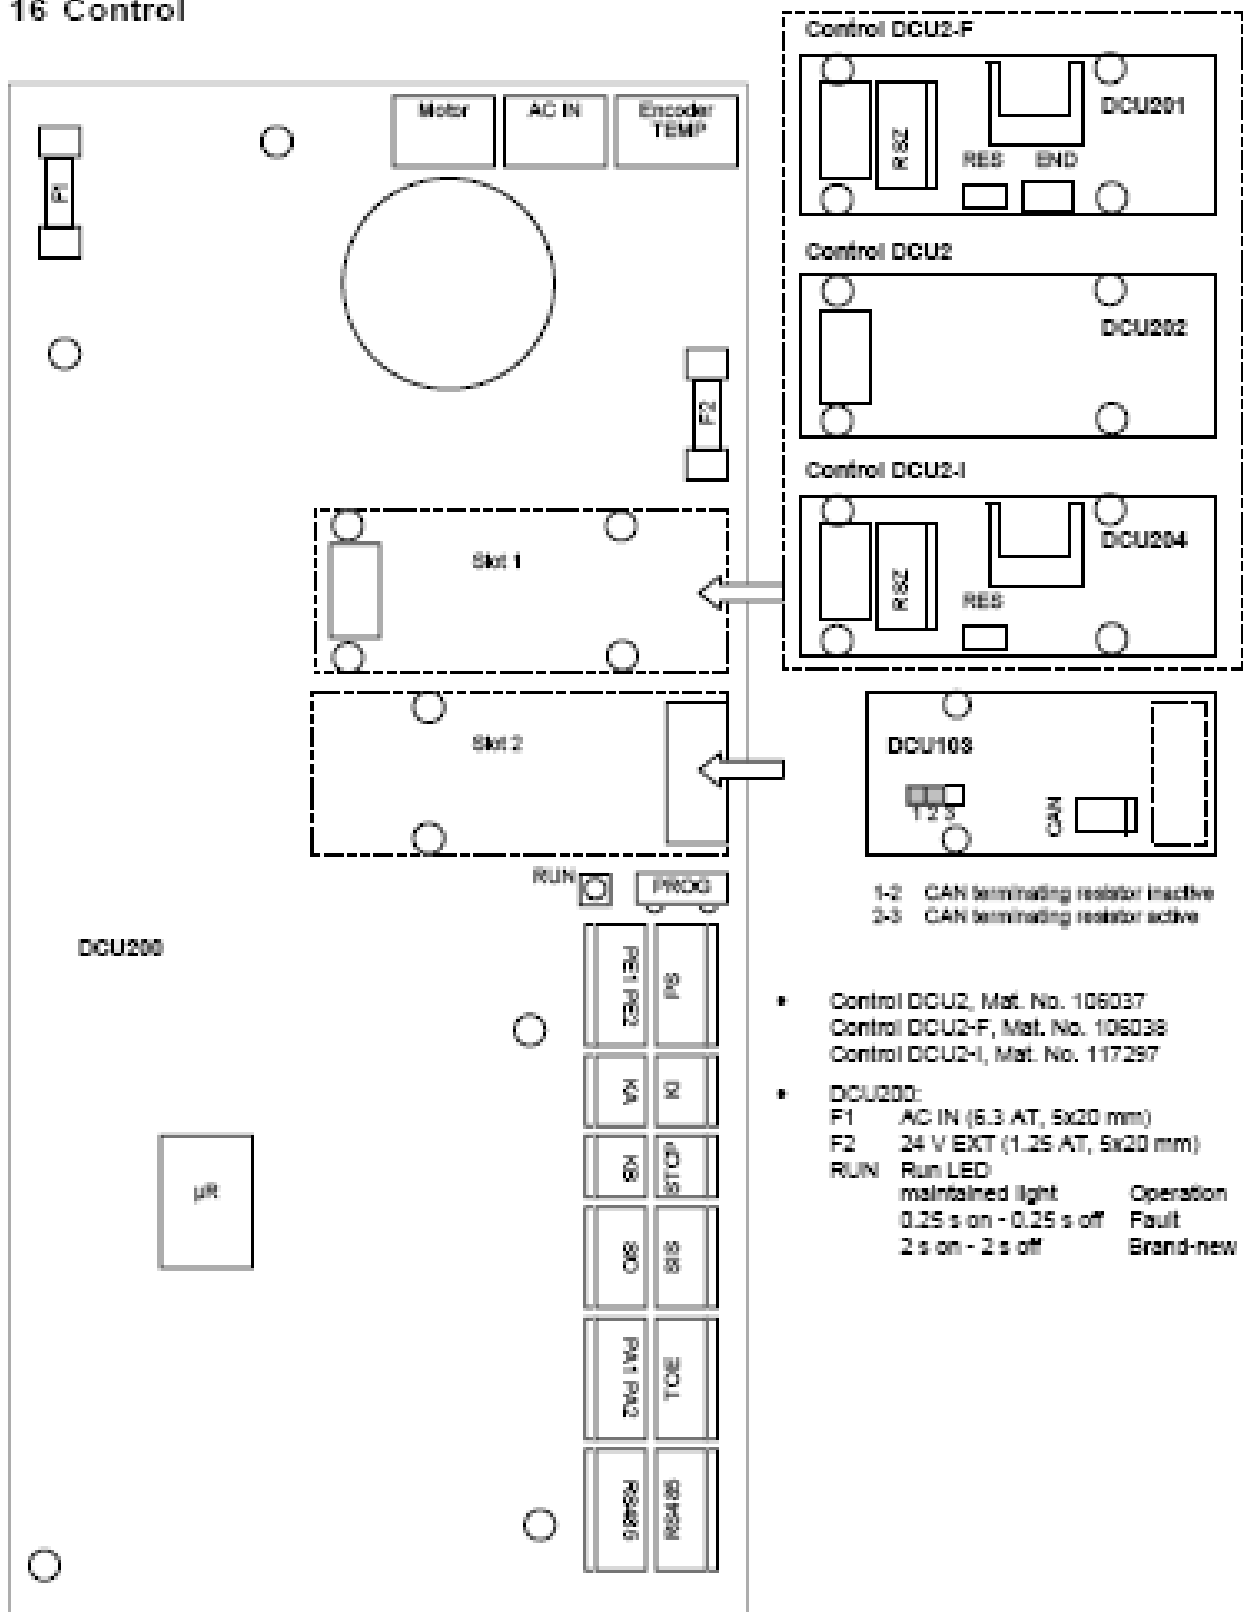 16 Control
Control DCU2-F
Motor
AC IN
Encoder
TEMP
DCU201
RS2
RES
END
F1
Control DCU2
DCU202
F2
Control DCU2-I
DCU204
RS2
RES
Slot 1
Slot 2
DCU103
1 2 3
CAN
RUN
PROG
1-2 CAN terminating resistor inactive
2-3 CAN terminating resistor active
DCU200
PE1 PE2
KA
KI
KB
STOP
SIS
PA1 PA2
TOE
RS485
RS485
µR
• Control DCU2, Mat. No. 106037
Control DCU2-F, Mat. No. 106038
Control DCU2-I, Mat. No. 117297
• DCU200:
F1 AC IN (6.3 AT, 5x20 mm)
F2 24 V EXT (1.25 AT, 5x20 mm)
RUN Run LED
maintained light Operation
0.25 s on - 0.25 s off Fault
2 s on - 2 s off Brand-new